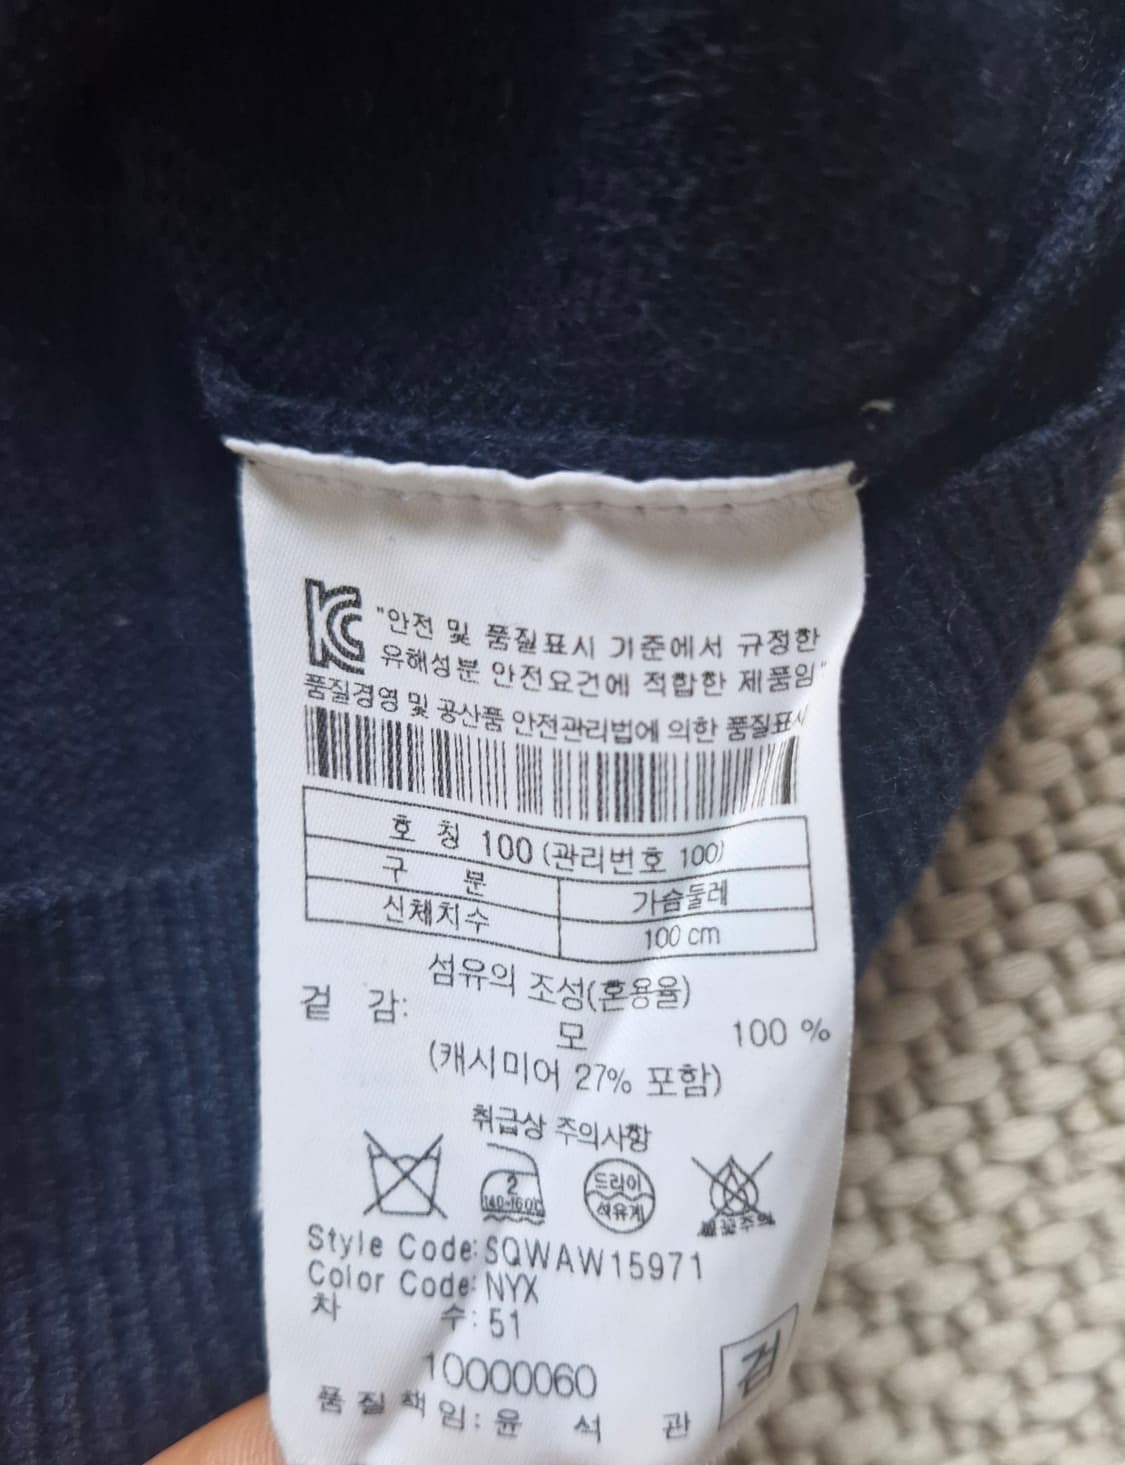 KC
"안전 및 품질표시 기준에서 규정한
유해성분 안전요건에 적합한 제품임"
품질경영 및 공산품 안전관리법에 의한 품질표시
호 칭 100 (관리번호 100)
구 분 가슴둘레
신체치수 100 cm
섬유의 조성(혼용율)
겉 감:
모 100 %
(캐시미어 27% 포함)
취급상 주의사항
2
140~160℃
드라이
석유계
불꽃주의
Style Code: SQWAW15971
Color Code: NYX
차 수: 51
10000060
검
품질책임: 윤 석 관